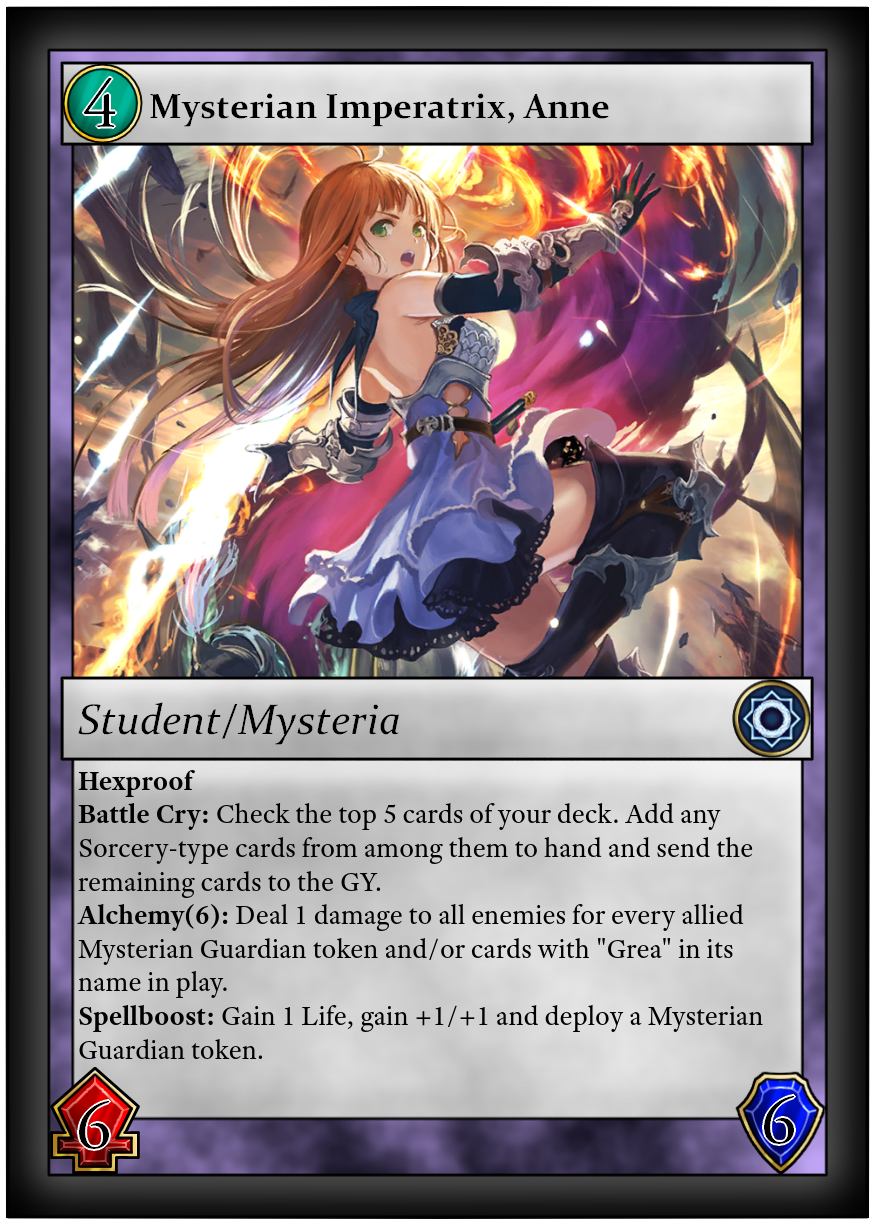 4 Mysterian Imperatrix, Anne
Student/Mysteria
Hexproof
Battle Cry: Check the top 5 cards of your deck. Add any
Sorcery-type cards from among them to hand and send the
remaining cards to the GY.
Alchemy(6): Deal 1 damage to all enemies for every allied
Mysterian Guardian token and/or cards with "Grea" in its
name in play.
Spellboost: Gain 1 Life, gain +1/+1 and deploy a Mysterian
Guardian token.
6 6